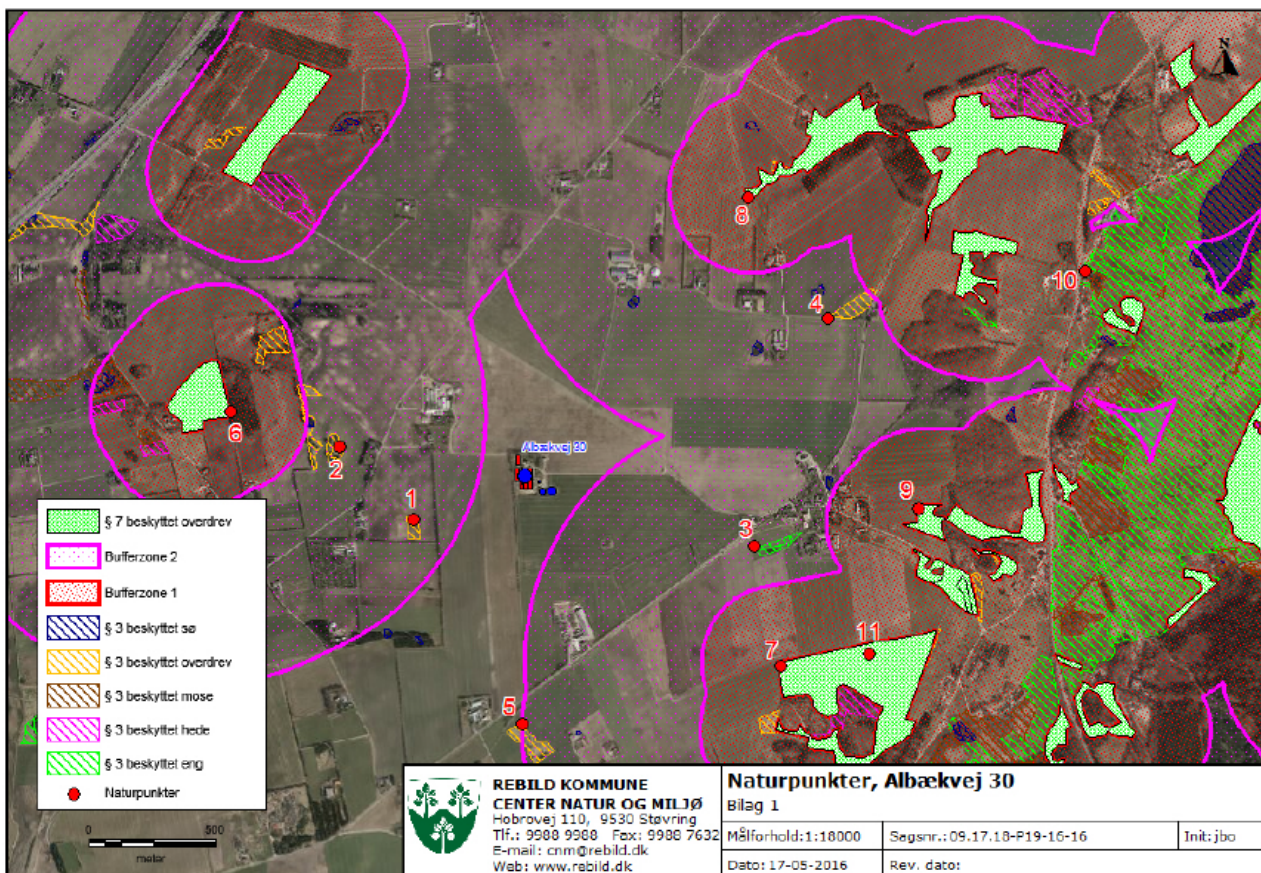 N
8
10
4
6
2
Albækvej 30
1
9
3
11
7
5
§ 7 beskyttet overdrev
Bufferzone 2
Bufferzone 1
§ 3 beskyttet sø
§ 3 beskyttet overdrev
§ 3 beskyttet mose
§ 3 beskyttet hede
§ 3 beskyttet eng
Naturpunkter
0 500
meter
REBILD KOMMUNE
CENTER NATUR OG MILJØ
Hobrovej 110, 9530 Støvring
Tlf.: 9988 9988 Fax: 9988 7632
E-mail: cnm@rebild.dk
Web: www.rebild.dk
Naturpunkter, Albækvej 30
Bilag 1
Målforhold:1:18000
Sagsnr.:09.17.18-P19-16-16
Init:jbo
Dato: 17-05-2016
Rev. dato: